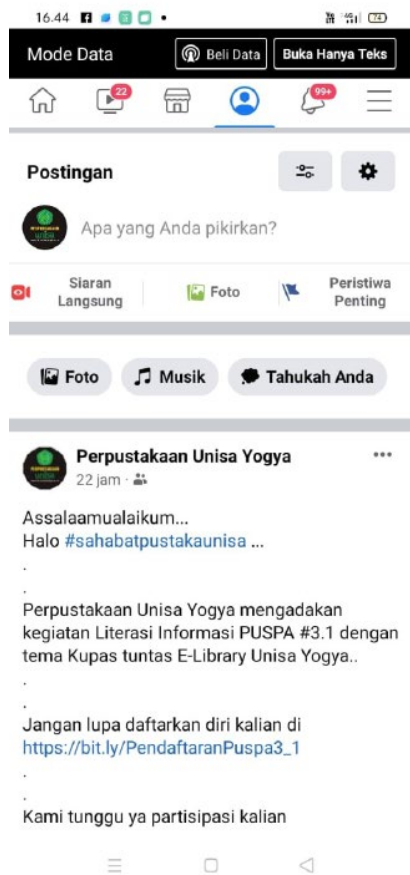 16.44
74
Mode Data
Beli Data
Buka Hanya Teks
22
99+
Postingan
Apa yang Anda pikirkan?
Siaran Langsung
Foto
Peristiwa Penting
Foto
Musik
Tahukah Anda
Perpustakaan Unisa Yogya
22 jam ·
Assalaamualaikum...
Halo #sahabatpustakaunisa ...
.
.
Perpustakaan Unisa Yogya mengadakan
kegiatan Literasi Informasi PUSPA #3.1 dengan
tema Kupas tuntas E-Library Unisa Yogya..
.
.
Jangan lupa daftarkan diri kalian di
https://bit.ly/PendaftaranPuspa3_1
.
.
Kami tunggu ya partisipasi kalian